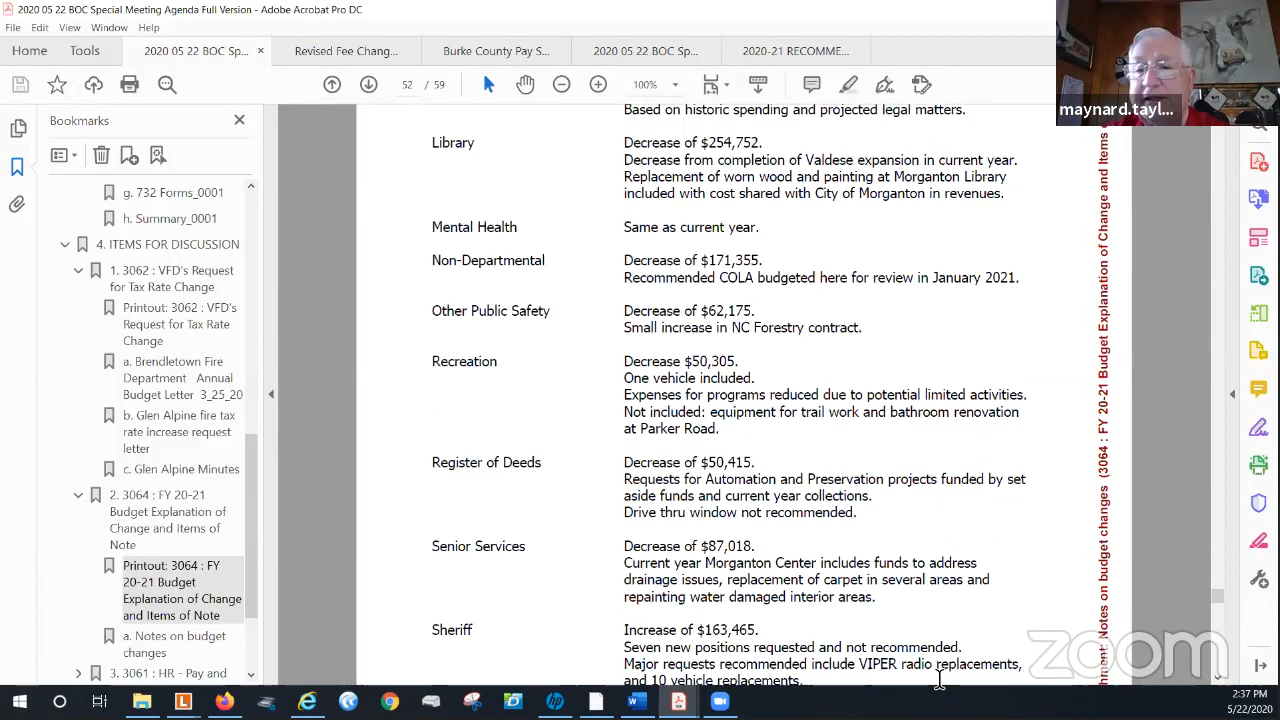 2020 05 22 BOC Special Meeting Agenda Full Version - Adobe Acrobat Pro DC
File Edit View Window Help
Home Tools 2020 05 22 BOC Sp... × Revised Feebehang... Burke County Pay S... 2020 05 22 BOC Sp... 2020-21 RECOMME...
52 59 100%
maynard.tayl...
Bookmarks
g. 732 Forms_0001
h. Summary_0001
4. ITEMS FOR DISCUSSION
1. 3062 : VFD's Request
for Tax Rate Change
Printout: 3062 : VFD's
Request for Tax Rate
Change
a. Brendletown Fire
Department Annual
Budget Letter 3_25_20
b. Glen Alpine fire tax
rate increase request
letter
c. Glen Alpine Minutes
2. 3064 : FY 20-21
Budget Explanation of
Change and Items of
Note
Printout: 3064 : FY
20-21 Budget
Explanation of Change
and Items of Note
a. Notes on budget
changes
3. 3061 : HR - Pay and
Based on historic spending and projected legal matters.
Library Decrease of $254,752.
Decrease from completion of Valdese expansion in current year.
Replacement of worn wood and painting at Morganton Library
included with cost shared with City of Morganton in revenues.
Mental Health Same as current year.
Non-Departmental Decrease of $171,355.
Recommended COLA budgeted here for review in January 2021.
Other Public Safety Decrease of $62,175.
Small increase in NC Forestry contract.
Recreation Decrease $50,305.
One vehicle included.
Expenses for programs reduced due to potential limited activities.
Not included: equipment for trail work and bathroom renovation
at Parker Road.
Register of Deeds Decrease of $50,415.
Requests for Automation and Preservation projects funded by set
aside funds and current year collections.
Drive thru window not recommended.
Senior Services Decrease of $87,018.
Current year Morganton Center includes funds to address
drainage issues, replacement of carpet in several areas and
repainting water damaged interior areas.
Sheriff Increase of $163,465.
Seven new positions requested and not recommended.
Major requests recommended include VIPER radio replacements,
and 10 vehicle replacements.
hment: Notes on budget changes (3064 : FY 20-21 Budget Explanation of Change and Items
zoom
2:37 PM
5/22/2020